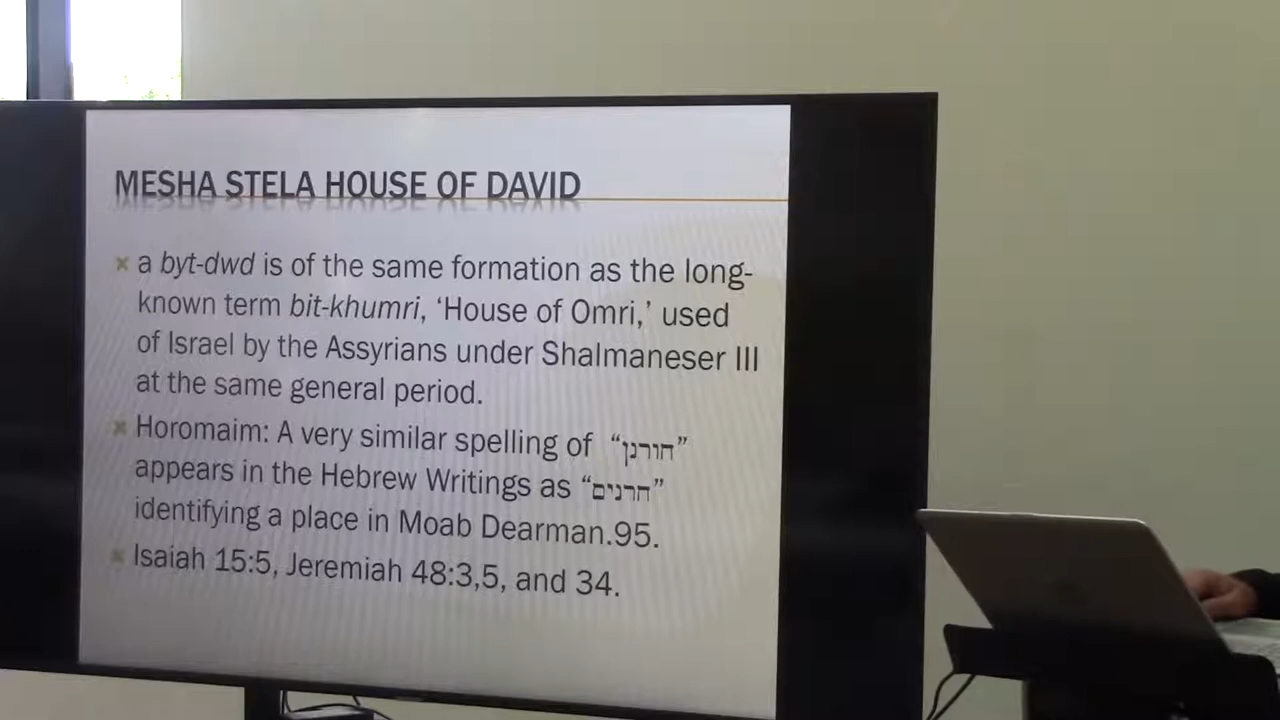 MESHA STELA HOUSE OF DAVID
a byt-dwd is of the same formation as the long-
known term bit-khumri, ‘House of Omri,’ used
of Israel by the Assyrians under Shalmaneser III
at the same general period.
Horomaim: A very similar spelling of “חורנן”
appears in the Hebrew Writings as “חרנים”
identifying a place in Moab Dearman.95.
Isaiah 15:5, Jeremiah 48:3,5, and 34.